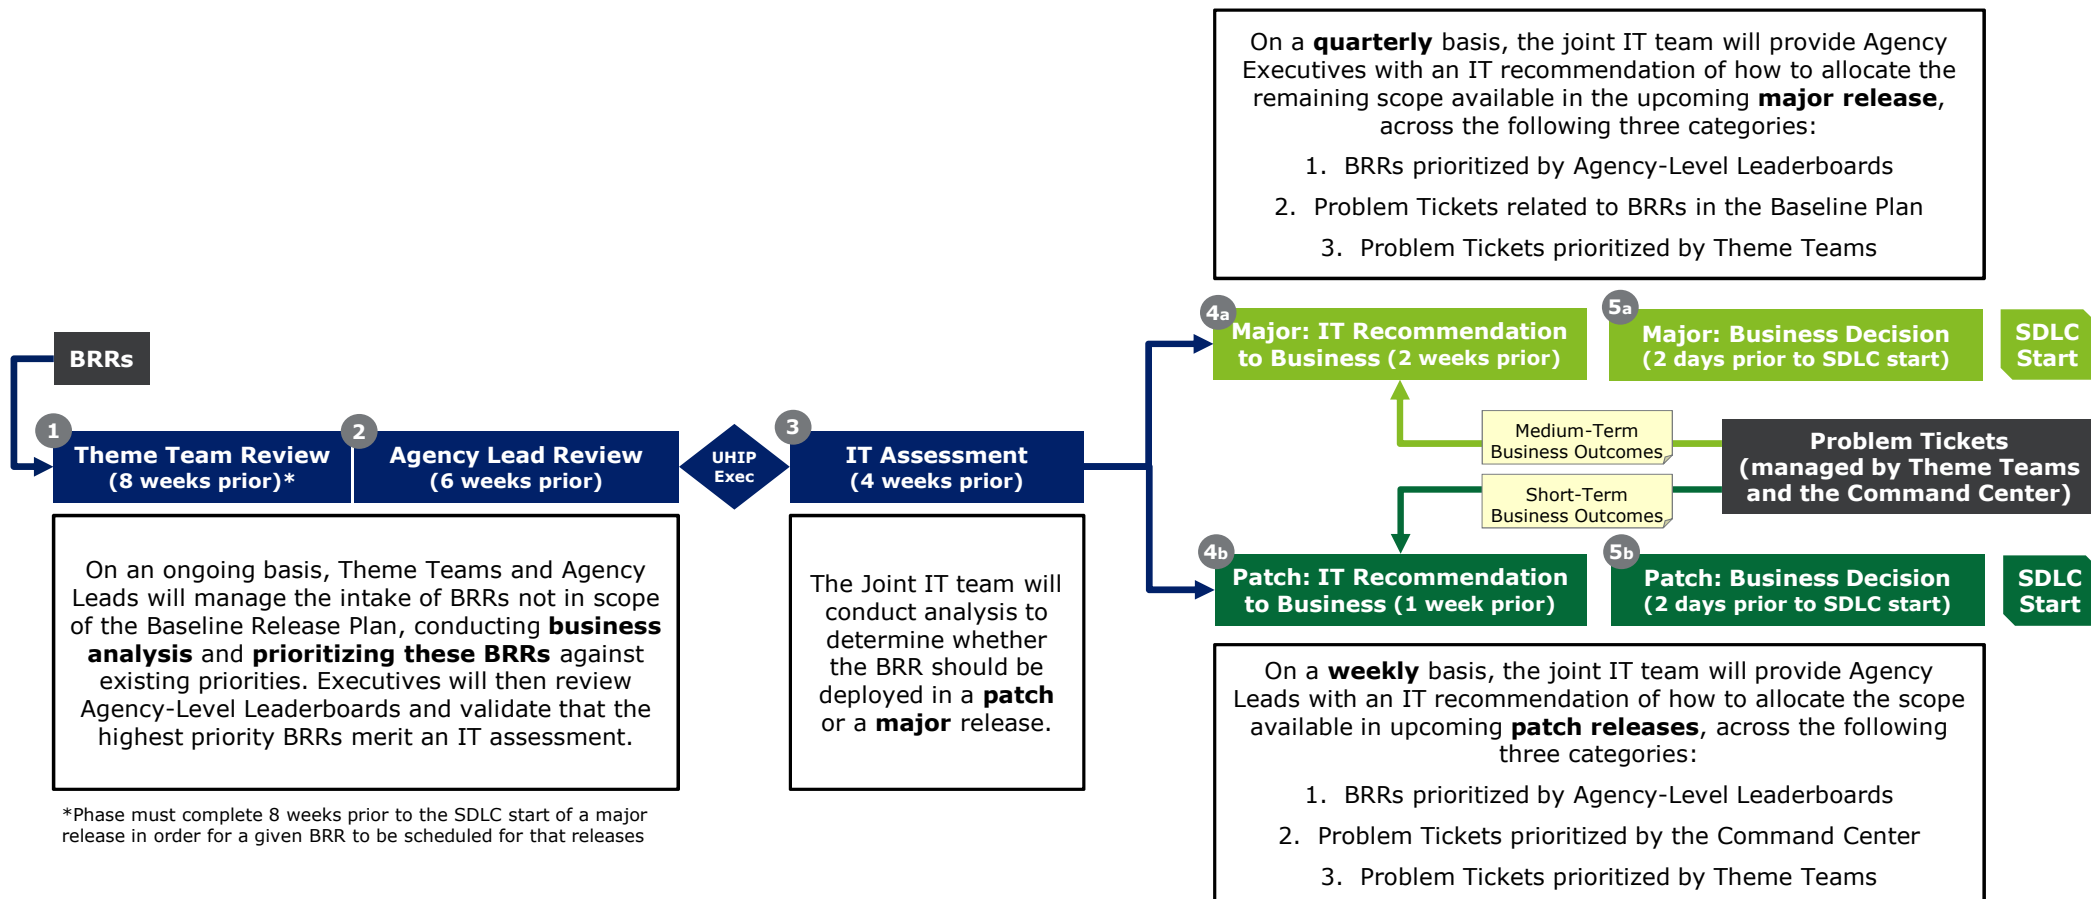 On a quarterly basis, the joint IT team will provide Agency
Executives with an IT recommendation of how to allocate the
remaining scope available in the upcoming major release,
across the following three categories:
1. BRRs prioritized by Agency-Level Leaderboards
2. Problem Tickets related to BRRs in the Baseline Plan
3. Problem Tickets prioritized by Theme Teams
BRRs
1
Theme Team Review
(8 weeks prior)*
2
Agency Lead Review
(6 weeks prior)
UHIP
Exec
3
IT Assessment
(4 weeks prior)
4a
Major: IT Recommendation
to Business (2 weeks prior)
5a
Major: Business Decision
(2 days prior to SDLC start)
SDLC
Start
Medium-Term
Business Outcomes
Short-Term
Business Outcomes
Problem Tickets
(managed by Theme Teams
and the Command Center)
4b
Patch: IT Recommendation
to Business (1 week prior)
5b
Patch: Business Decision
(2 days prior to SDLC start)
SDLC
Start
On an ongoing basis, Theme Teams and Agency
Leads will manage the intake of BRRs not in scope
of the Baseline Release Plan, conducting business
analysis and prioritizing these BRRs against
existing priorities. Executives will then review
Agency-Level Leaderboards and validate that the
highest priority BRRs merit an IT assessment.
*Phase must complete 8 weeks prior to the SDLC start of a major
release in order for a given BRR to be scheduled for that releases
The Joint IT team will
conduct analysis to
determine whether
the BRR should be
deployed in a patch
or a major release.
On a weekly basis, the joint IT team will provide Agency
Leads with an IT recommendation of how to allocate the scope
available in upcoming patch releases, across the following
three categories:
1. BRRs prioritized by Agency-Level Leaderboards
2. Problem Tickets prioritized by the Command Center
3. Problem Tickets prioritized by Theme Teams